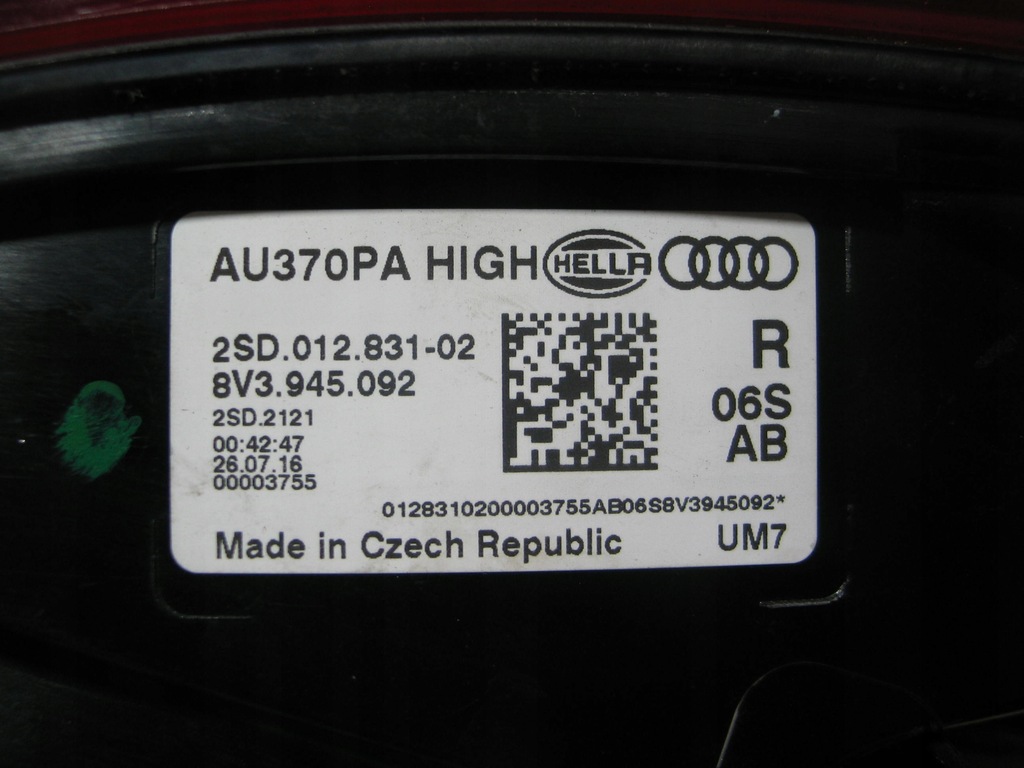 AU370PA HIGH HELLA
2SD.012.831-02
8V3.945.092
2SD.2121
00:42:47
26.07.16
00003755
R
06S
AB
0128310200003755AB06S8V3945092*
Made in Czech Republic UM7